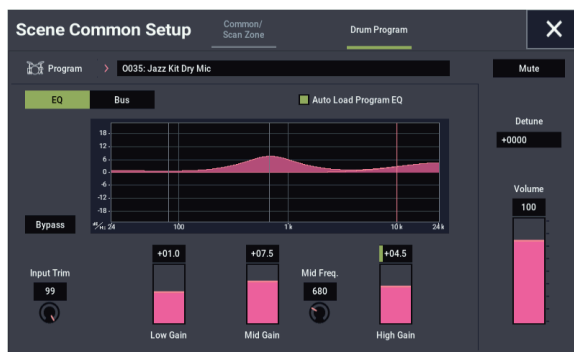 Scene Common Setup
Common/
Scan Zone
Drum Program
Program
O035: Jazz Kit Dry Mic
Mute
EQ
Bus
Auto Load Program EQ
Detune
+0000
18
12
6
0
-6
-12
-18
24
100
1k
10k
24k
Volume
100
Bypass
+01.0
+07.5
+04.5
Input Trim
99
Mid Freq.
680
Low Gain
Mid Gain
High Gain